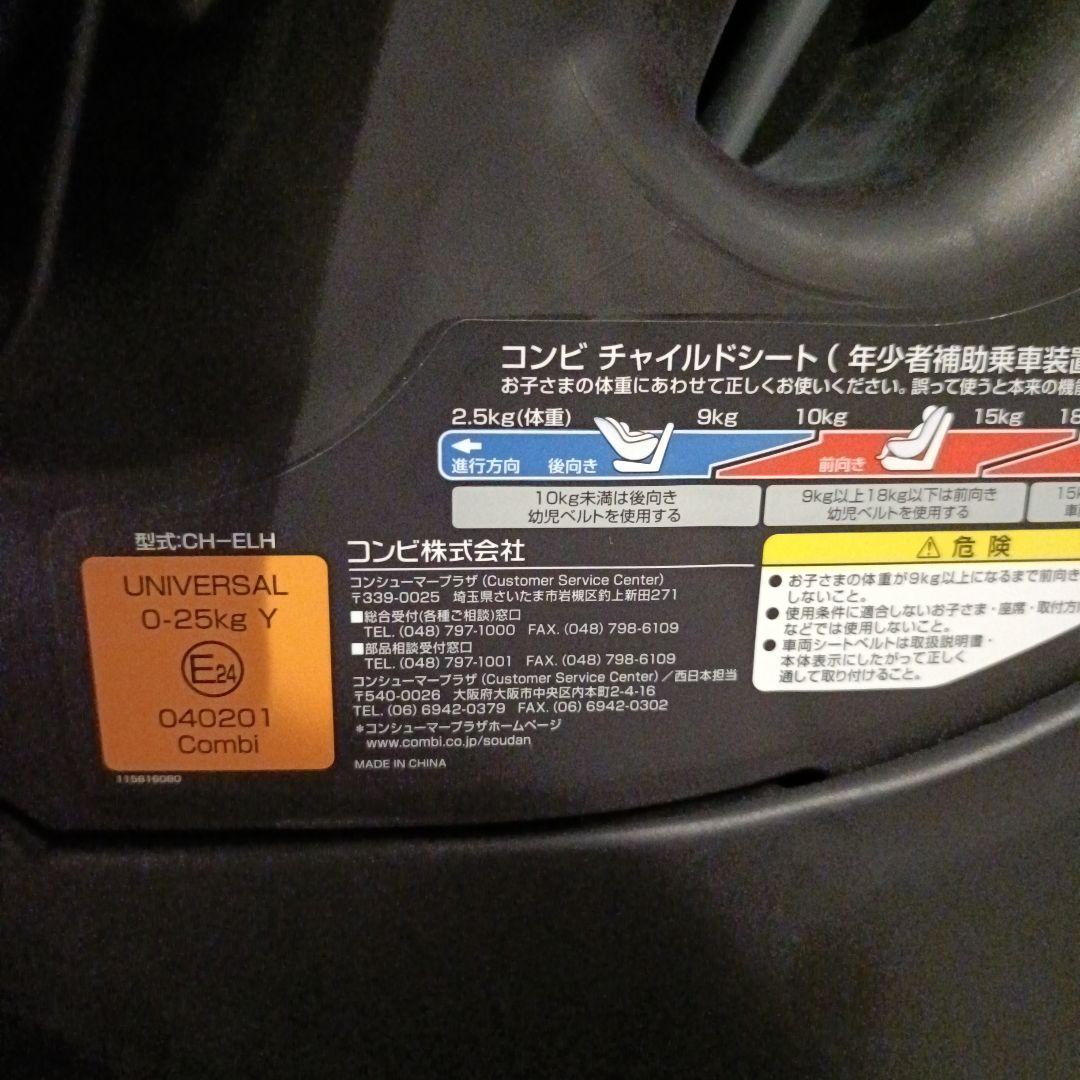 コンビ チャイルドシート（年少者補助乗車装置
お子さまの体重にあわせて正しくお使いください。誤って使うと本来の機能
2.5kg(体重) 9kg 10kg 15kg 18
進行方向 後向き 前向き
10kg未満は後向き
幼児ベルトを使用する
9kg以上18kg以下は前向き
幼児ベルトを使用する
15k
車両
型式:CH-ELH
UNIVERSAL
0-25kg Y
E24
040201
Combi
115816080
コンビ株式会社
コンシューマープラザ (Customer Service Center)
〒339-0025 埼玉県さいたま市岩槻区釣上新田271
■総合受付(各種ご相談)窓口
TEL. (048) 797-1000 FAX. (048) 798-6109
■部品相談受付窓口
TEL. (048) 797-1001 FAX. (048) 798-6109
コンシューマープラザ (Customer Service Center)／西日本担当
〒540-0026 大阪府大阪市中央区内本町2-4-16
TEL. (06) 6942-0379 FAX. (06) 6942-0302
*コンシューマープラザホームページ
www.combi.co.jp/soudan
MADE IN CHINA
⚠ 危険
● お子さまの体重が9kg以上になるまで前向き
しないこと。
● 使用条件に適合しないお子さま・座席・取付方
などでは使用しないこと。
● 車両シートベルトは取扱説明書・
本体表示にしたがって正しく
通して取り付けること。